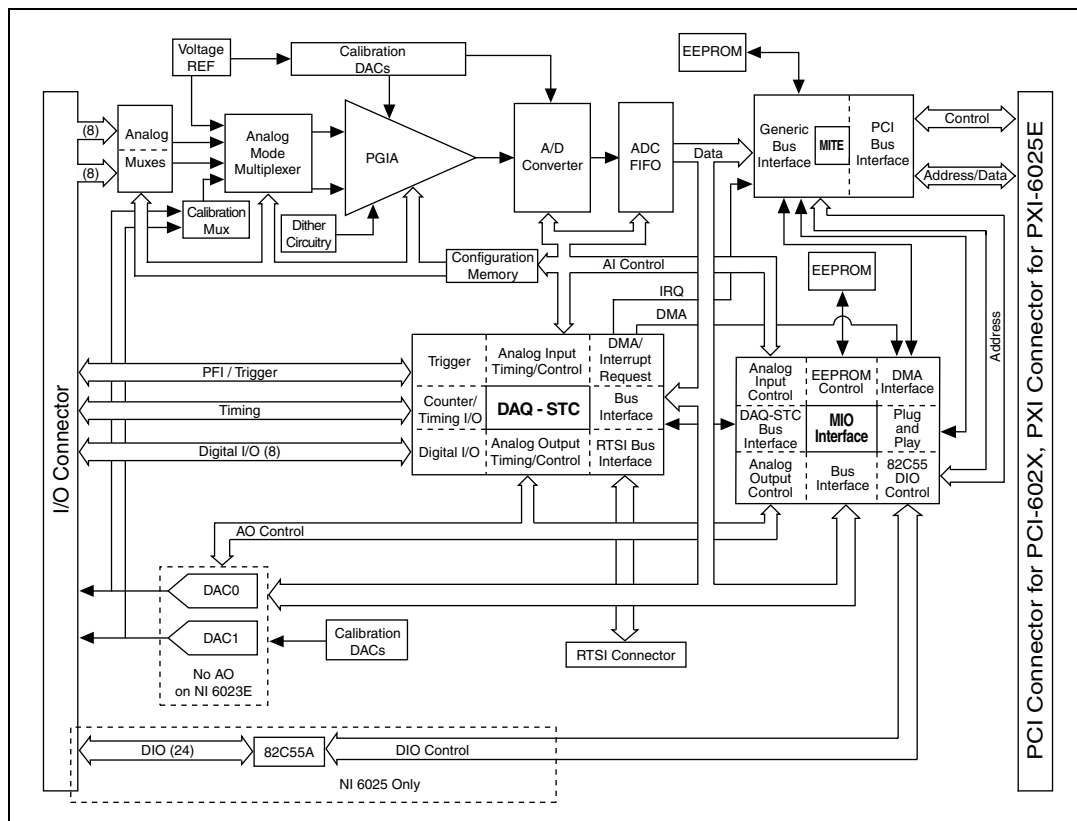 Voltage
REF
Calibration
DACs
EEPROM
(8)
(8)
Analog
Muxes
Analog
Mode
Multiplexer
PGIA
A/D
Converter
ADC
FIFO
Data
Generic
Bus
Interface
MITE
PCI
Bus
Interface
Control
Address/Data
Calibration
Mux
Dither
Circuitry
Configuration
Memory
AI Control
EEPROM
IRQ
DMA
Address
I/O Connector
PCI Connector for PCI-602X, PXI Connector for PXI-6025E
PFI / Trigger
Timing
Digital I/O (8)
Trigger
Analog Input
Timing/Control
DMA/
Interrupt
Request
Counter/
Timing I/O
DAQ - STC
Bus
Interface
Digital I/O
Analog Output
Timing/Control
RTSI Bus
Interface
Analog
Input
Control
EEPROM
Control
DMA
Interface
DAQ-STC
Bus
Interface
MIO
Interface
Plug
and
Play
Analog
Output
Control
Bus
Interface
82C55
DIO
Control
AO Control
DAC0
DAC1
Calibration
DACs
No AO
on NI 6023E
RTSI Connector
DIO (24)
82C55A
DIO Control
NI 6025 Only